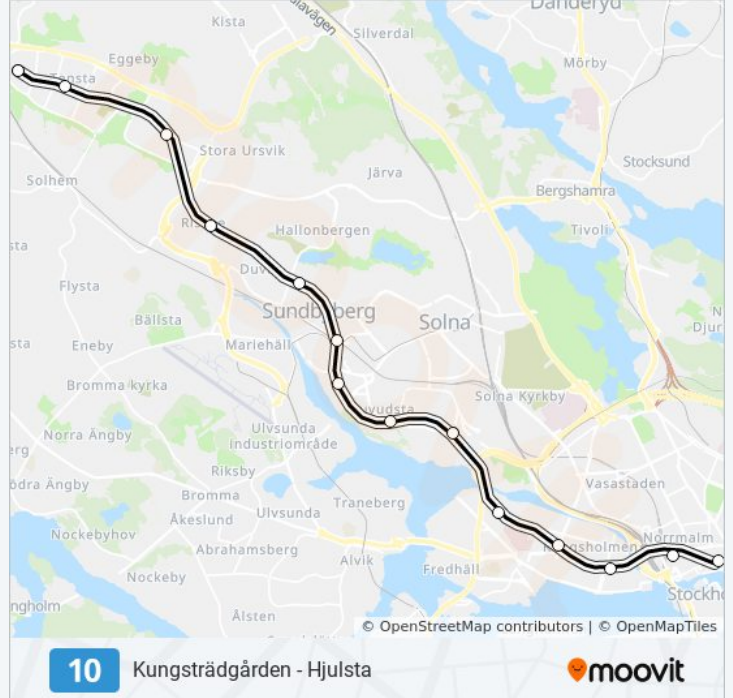 Danderyd
Kista
Silverdal
Eggeby
Mörby
Tensta
Stora Ursvik
Stocksund
Järva
Solhem
Bergshamra
Hallonbergen
Tivoli
Flysta
Sundbyberg
Solna
Bällsta
Mariehäll
Eneby
Bromma kyrka
Solna Kyrkby
Norra Ängby
Ulvsunda
industriområde
Riksby
Vasastaden
Bromma
Traneberg
Åkeslund
Ulvsunda
Nockebyhov
Norrmalm
Abrahamsberg
Alvik
Fredhäll
Nockeby
Ålsten
© OpenStreetMap contributors | © OpenMapTiles
10 Kungsträdgården - Hjulsta
moovit